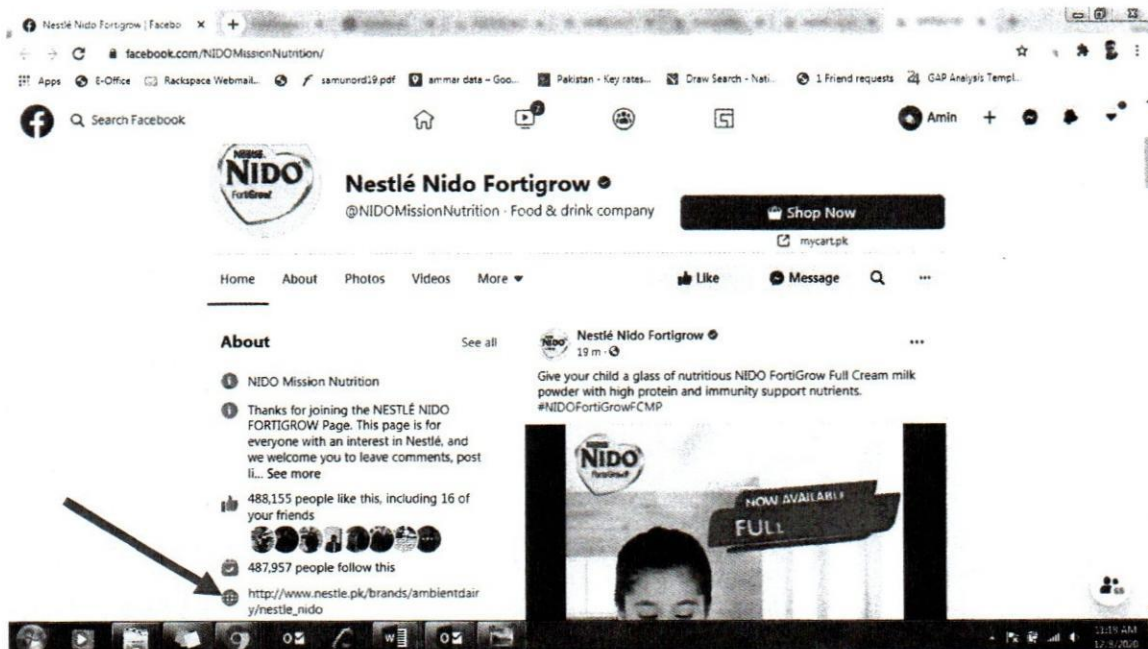 Nestlé Nido Fortigrow | Facebo × +
facebook.com/NIDOMissionNutrition/
Apps E-Office Rackspace Webmail... samunord19.pdf ammar data – Goo... Pakistan - Key rates... Draw Search - Nati... 1 Friend requests GAP Analysis Templ...
Search Facebook 7 Amin +
Nestlé
NIDO
FortiGrow
Nestlé Nido Fortigrow
@NIDOMissionNutrition · Food & drink company
Shop Now
mycart.pk
Home About Photos Videos More Like Message ...
About See all
NIDO Mission Nutrition
Thanks for joining the NESTLÉ NIDO
FORTIGROW Page. This page is for
everyone with an interest in Nestlé, and
we welcome you to leave comments, post
li... See more
488,155 people like this, including 16 of
your friends
487,957 people follow this
http://www.nestle.pk/brands/ambientdair
y/nestle_nido
NIDO
Nestlé Nido Fortigrow ...
19 m ·
Give your child a glass of nutritious NIDO FortiGrow Full Cream milk
powder with high protein and immunity support nutrients.
#NIDOFortiGrowFCMP
NIDO
FortiGrow
NOW AVAILABLE
FULL
W
11:19 AM